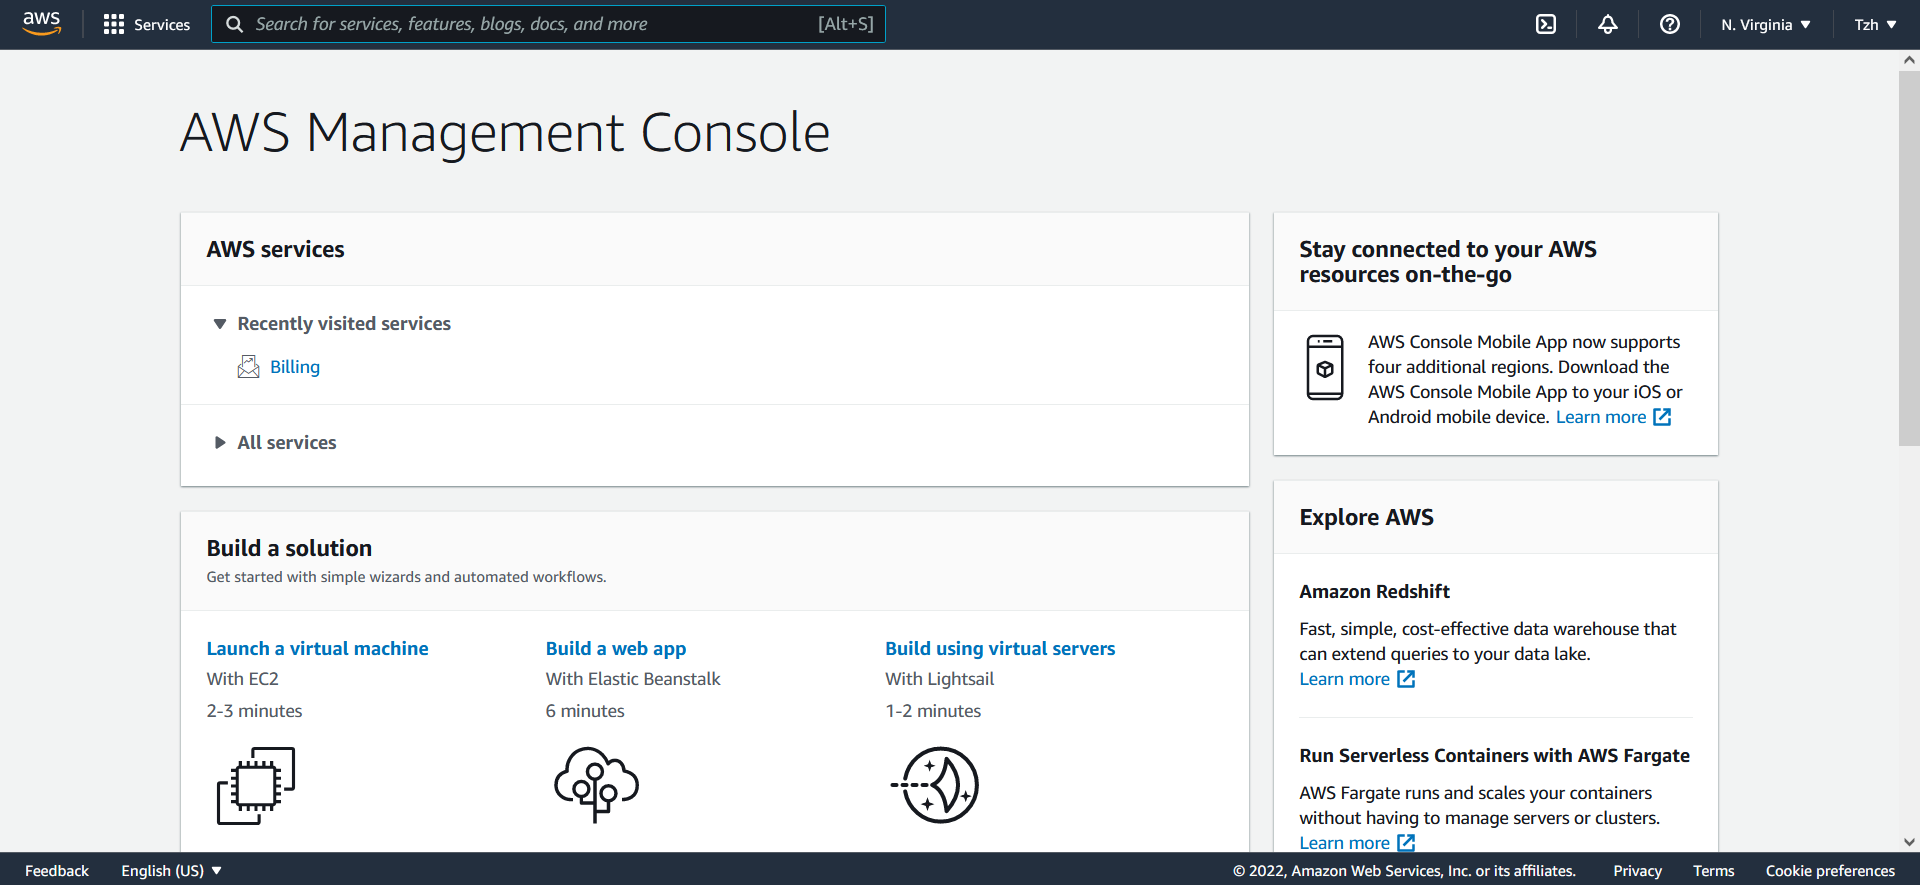 aws
Services
Search for services, features, blogs, docs, and more
[Alt+S]
N. Virginia
Tzh
AWS Management Console
AWS services
Recently visited services
Billing
All services
Build a solution
Get started with simple wizards and automated workflows.
Launch a virtual machine
With EC2
2-3 minutes
Build a web app
With Elastic Beanstalk
6 minutes
Build using virtual servers
With Lightsail
1-2 minutes
Stay connected to your AWS
resources on-the-go
AWS Console Mobile App now supports
four additional regions. Download the
AWS Console Mobile App to your iOS or
Android mobile device. Learn more
Explore AWS
Amazon Redshift
Fast, simple, cost-effective data warehouse that
can extend queries to your data lake.
Learn more
Run Serverless Containers with AWS Fargate
AWS Fargate runs and scales your containers
without having to manage servers or clusters.
Learn more
Feedback
English (US)
© 2022, Amazon Web Services, Inc. or its affiliates.
Privacy
Terms
Cookie preferences